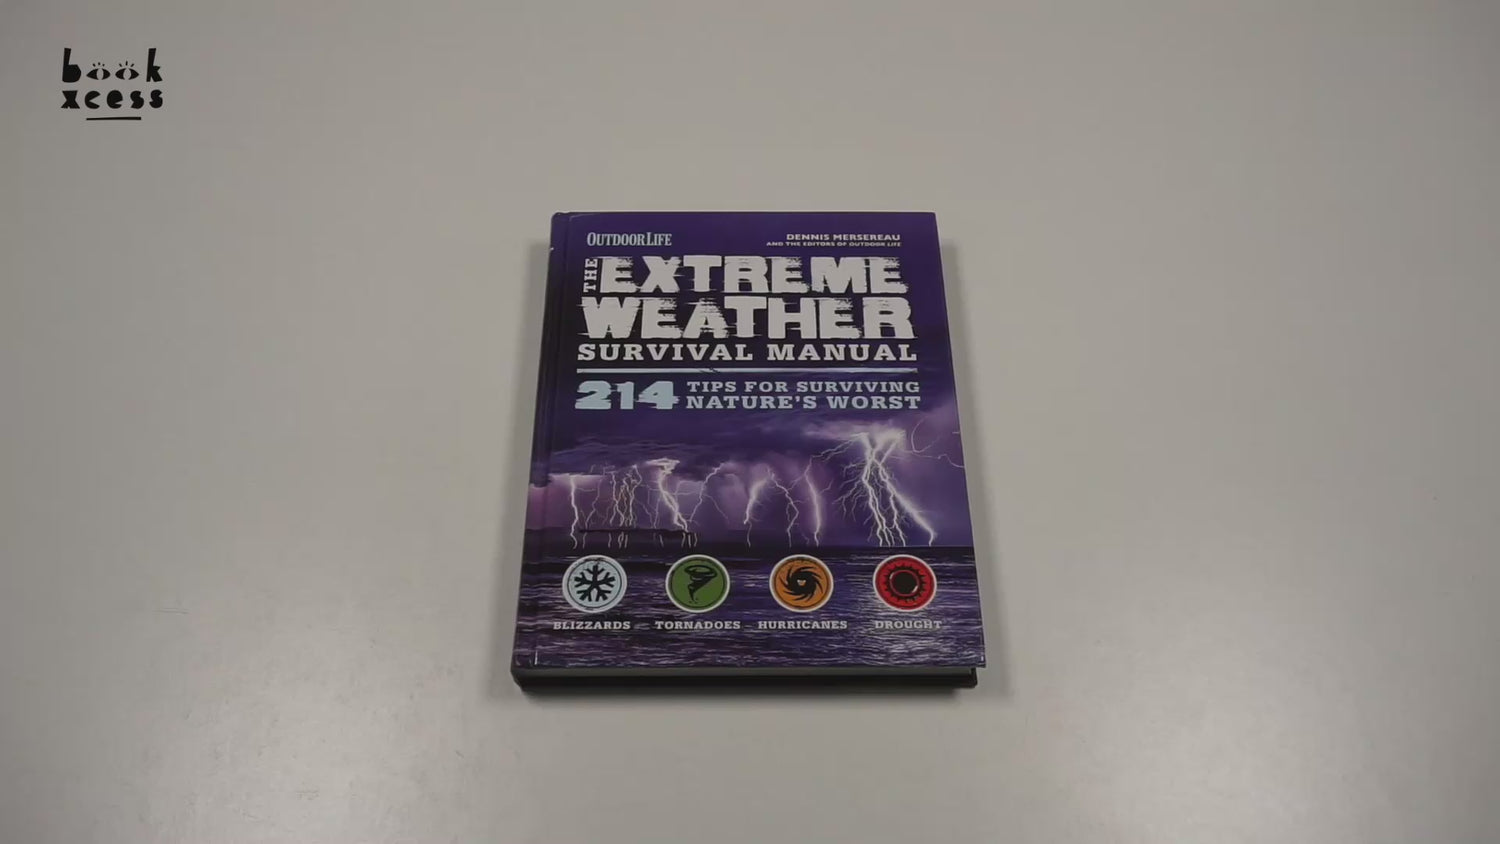 book
xcess
OUTDOOR LIFE
DENNIS MERSEREAU
AND THE EDITORS OF OUTDOOR LIFE
THE EXTREME
WEATHER
SURVIVAL MANUAL
214 TIPS FOR SURVIVING
NATURE'S WORST
BLIZZARDS
TORNADOES
HURRICANES
DROUGHT